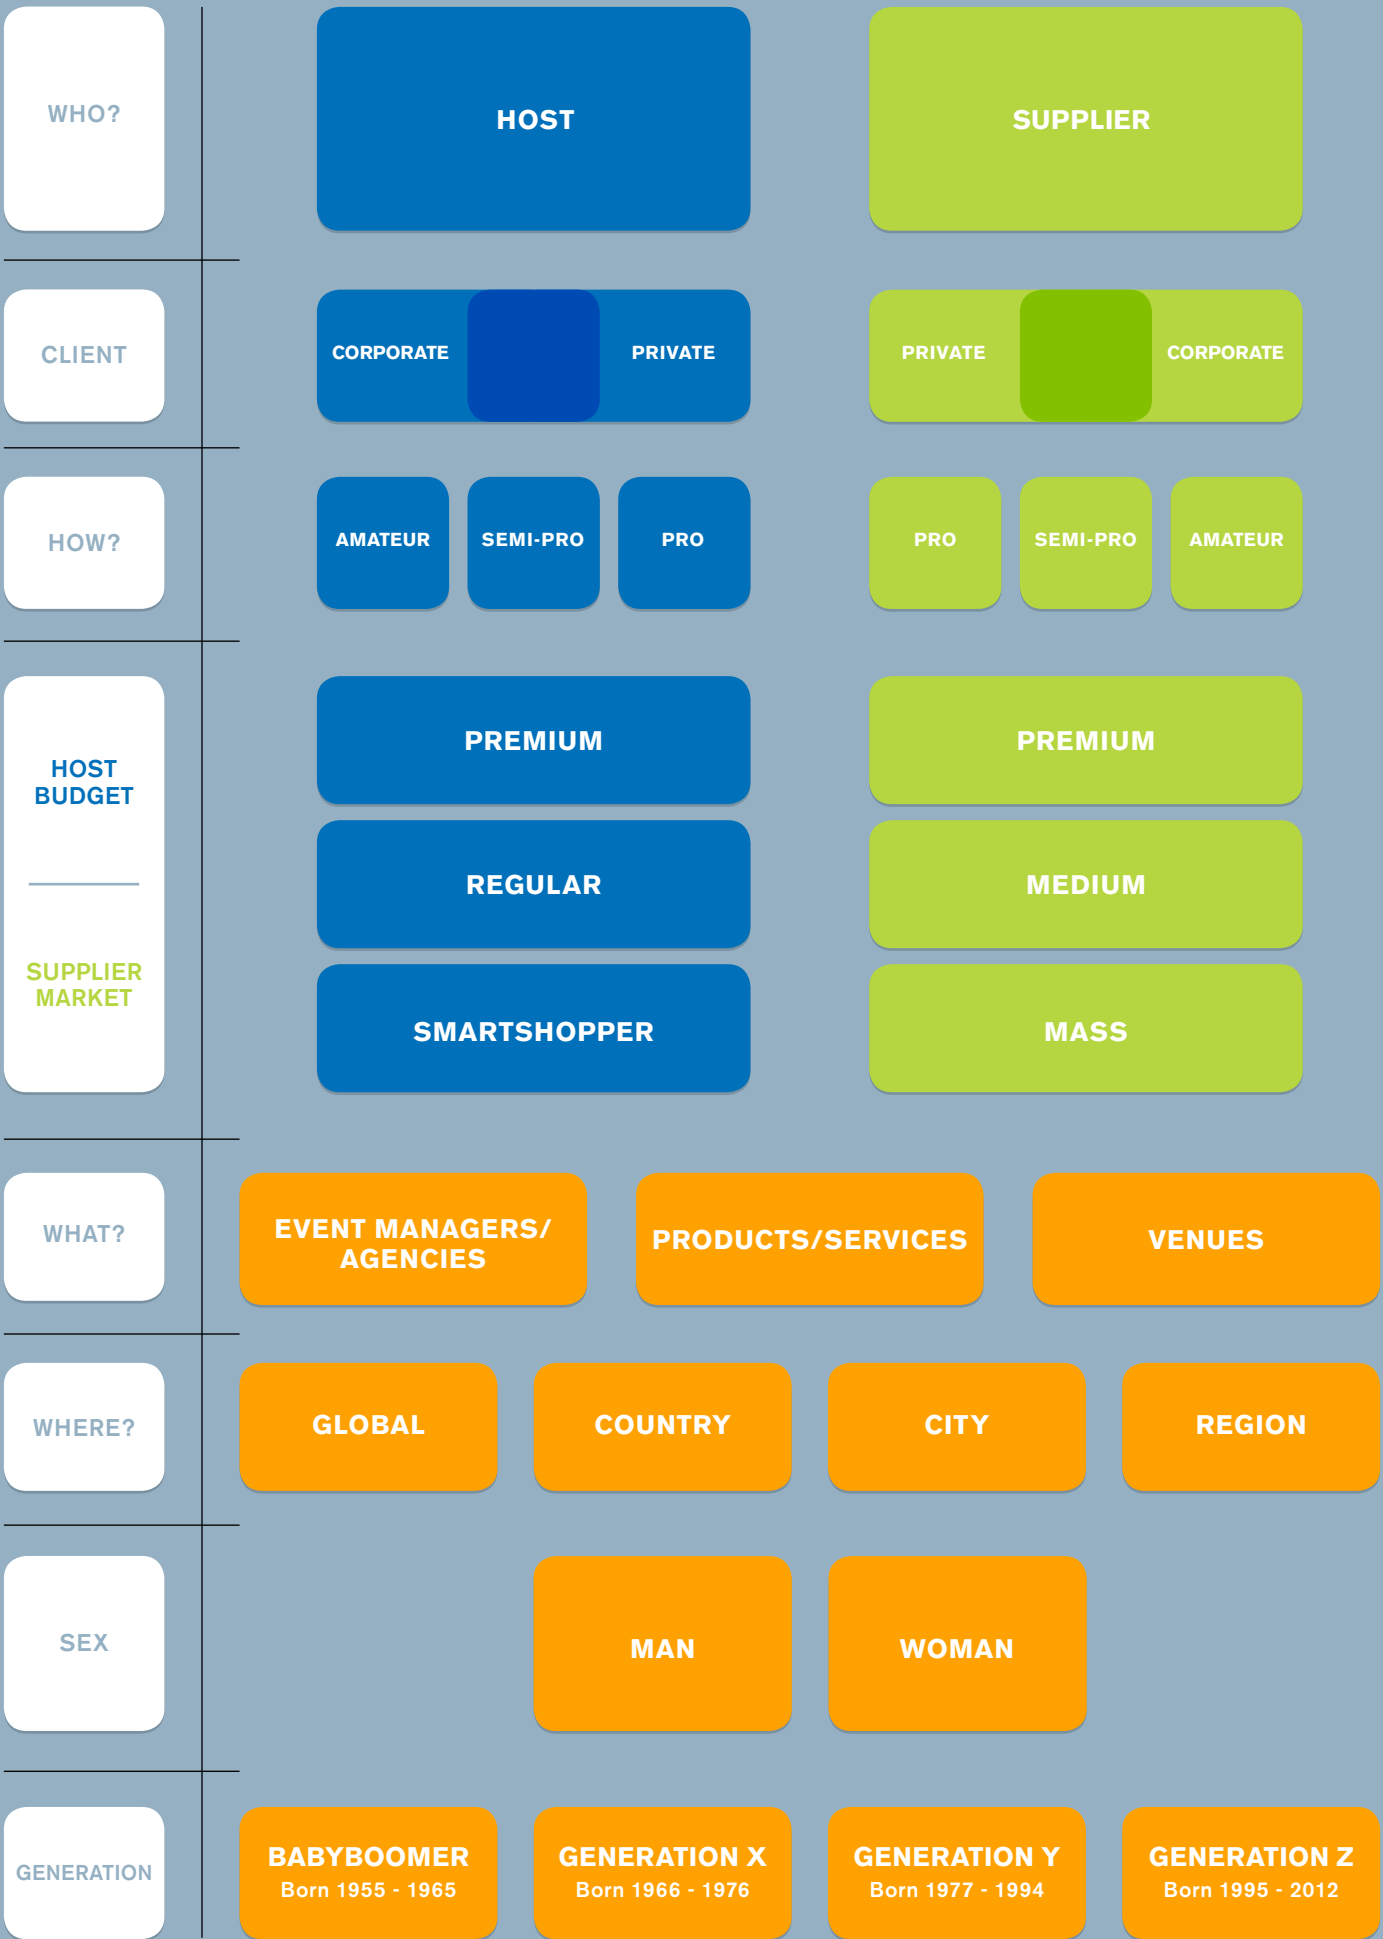 WHO?
HOST
SUPPLIER
CLIENT
CORPORATE
PRIVATE
PRIVATE
CORPORATE
HOW?
AMATEUR
SEMI-PRO
PRO
PRO
SEMI-PRO
AMATEUR
HOST
BUDGET
SUPPLIER
MARKET
PREMIUM
PREMIUM
REGULAR
MEDIUM
SMARTSHOPPER
MASS
WHAT?
EVENT MANAGERS/
AGENCIES
PRODUCTS/SERVICES
VENUES
WHERE?
GLOBAL
COUNTRY
CITY
REGION
SEX
MAN
WOMAN
GENERATION
BABYBOOMER
Born 1955 - 1965
GENERATION X
Born 1966 - 1976
GENERATION Y
Born 1977 - 1994
GENERATION Z
Born 1995 - 2012